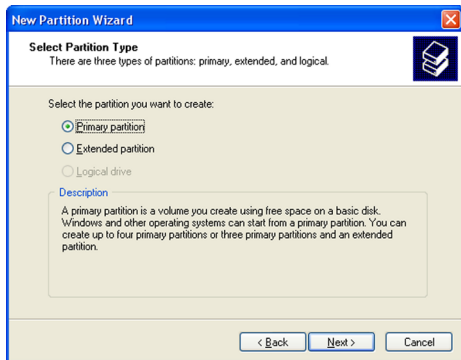 New Partition Wizard
Select Partition Type
There are three types of partitions: primary, extended, and logical.
Select the partition you want to create:
Primary partition
Extended partition
Logical drive
Description
A primary partition is a volume you create using free space on a basic disk.
Windows and other operating systems can start from a primary partition. You can
create up to four primary partitions or three primary partitions and an extended
partition.
< Back Next > Cancel